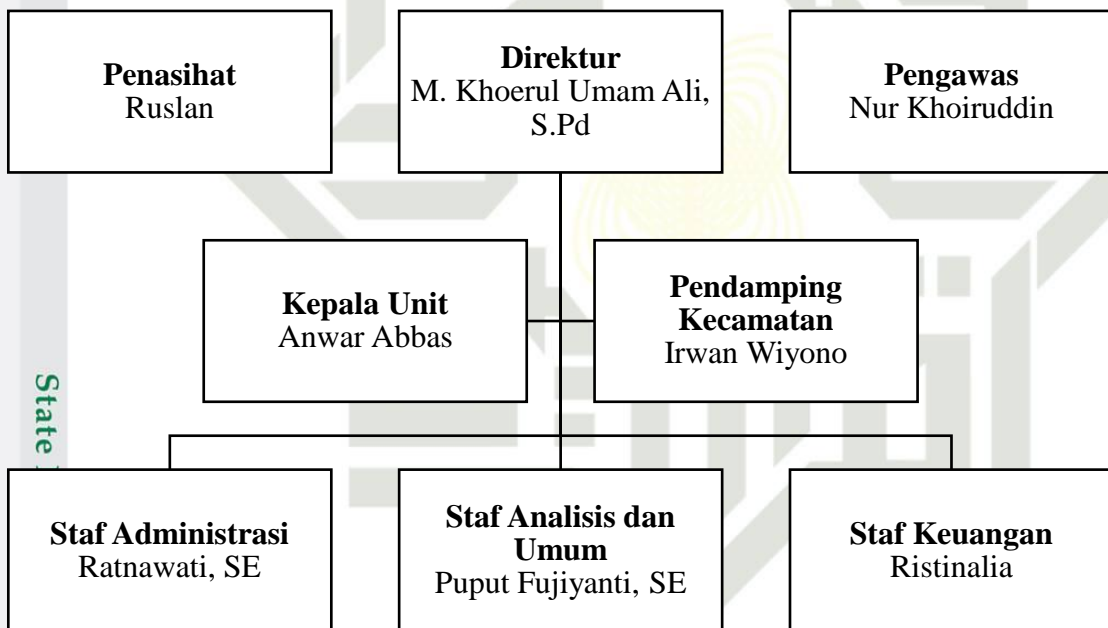 Penasihat
Ruslan
Direktur
M. Khoerul Umam Ali,
S.Pd
Pengawas
Nur Khoiruddin
Kepala Unit
Anwar Abbas
Pendamping
Kecamatan
Irwan Wiyono
State
Staf Administrasi
Ratnawati, SE
Staf Analisis dan
Umum
Puput Fujiyanti, SE
Staf Keuangan
Ristinalia